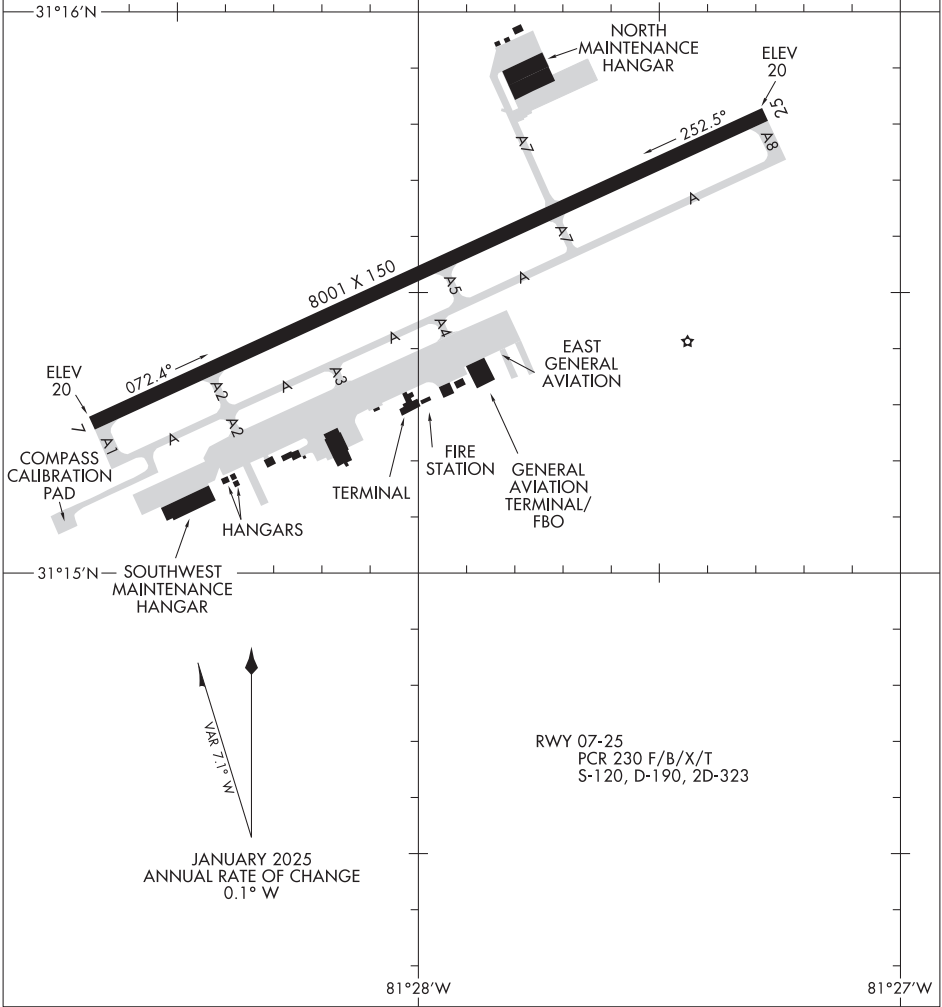 31°16'N
NORTH
MAINTENANCE
HANGAR
ELEV
20
25
252.5°
A8
A7
A
A7
A
8001 X 150
A5
A4
A
EAST
GENERAL
AVIATION
ELEV
20
072.4°
A3
A
A2
A2
7
A1
A
COMPASS
CALIBRATION
PAD
TERMINAL
FIRE
STATION
GENERAL
AVIATION
TERMINAL/
FBO
HANGARS
31°15'N
SOUTHWEST
MAINTENANCE
HANGAR
VAR 7.1° W
RWY 07-25
PCR 230 F/B/X/T
S-120, D-190, 2D-323
JANUARY 2025
ANNUAL RATE OF CHANGE
0.1° W
81°28'W
81°27'W